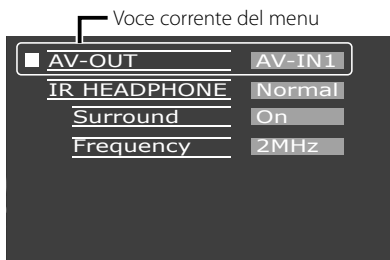 Voce corrente del menu
AV-OUT AV-IN1
IR HEADPHONE Normal
Surround On
Frequency 2MHz